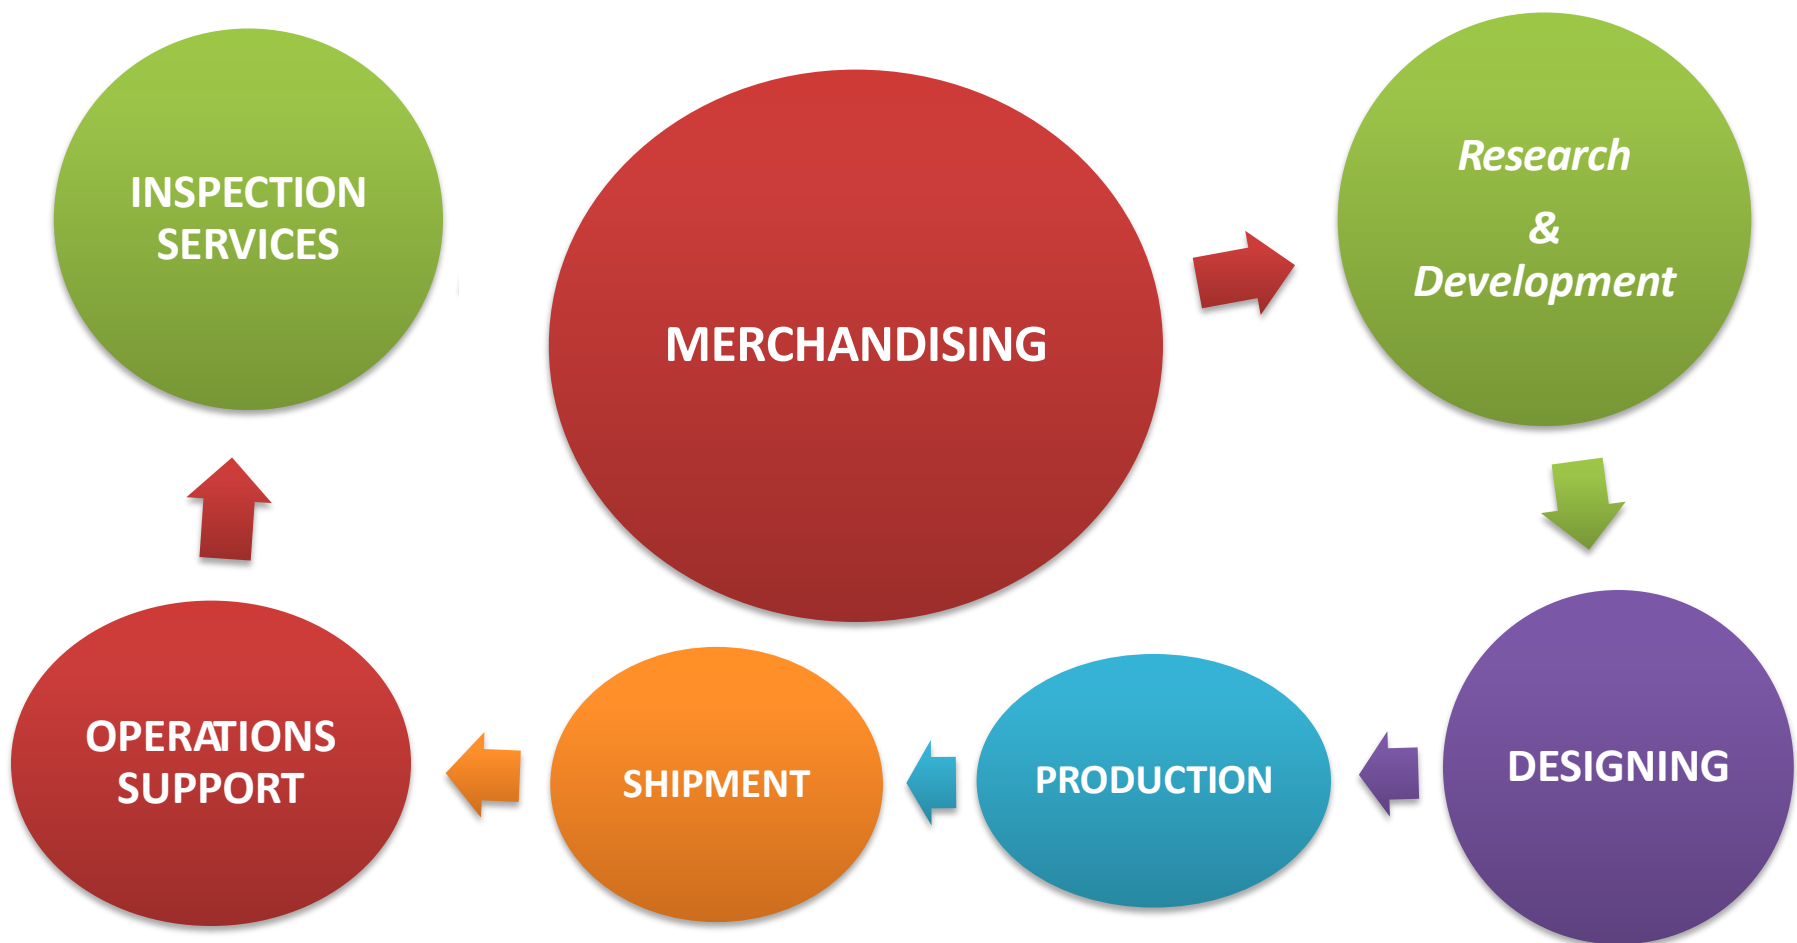 INSPECTION
SERVICES
MERCHANDISING
Research
&
Development
OPERATIONS
SUPPORT
SHIPMENT
PRODUCTION
DESIGNING